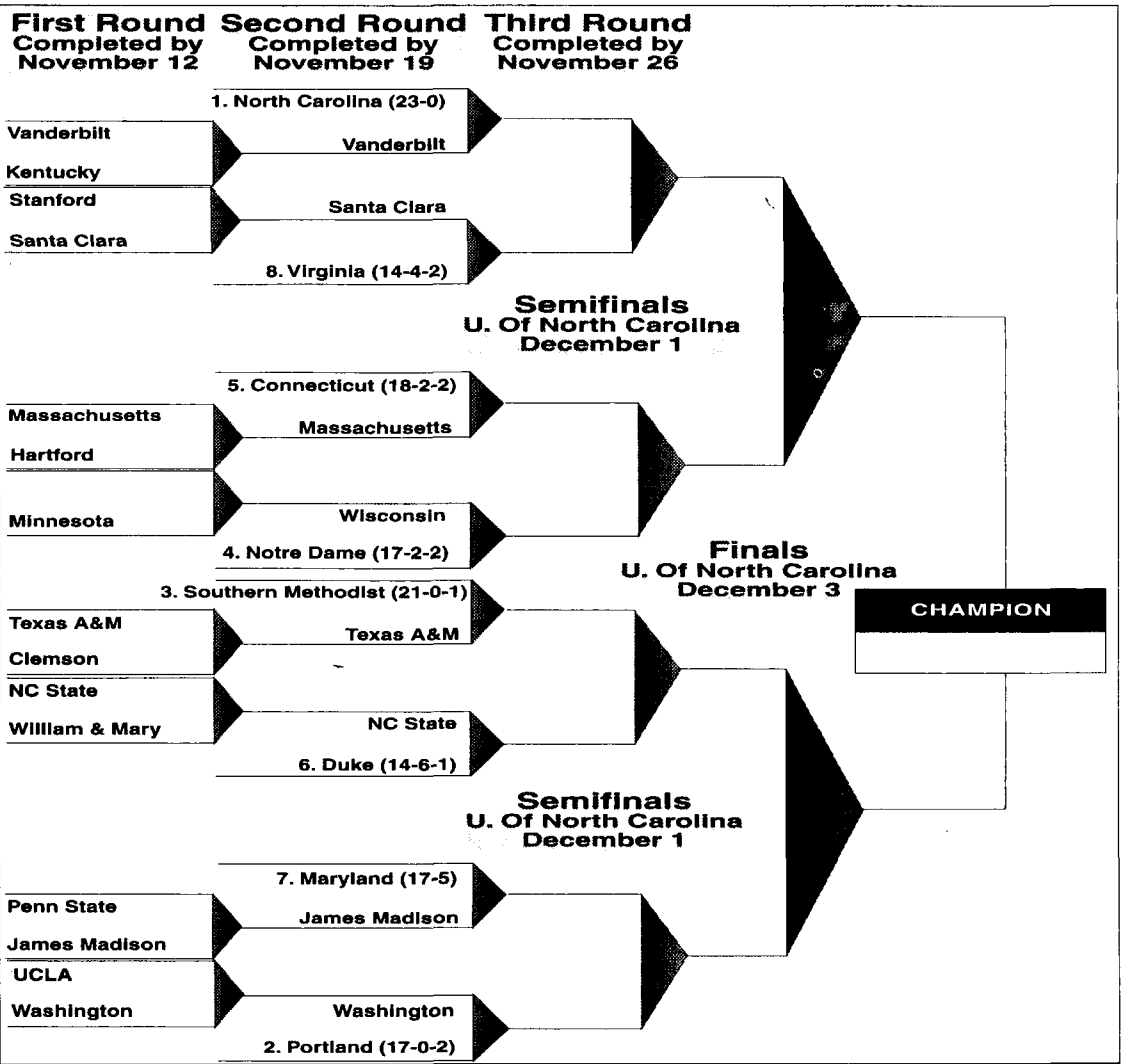 First Round
Completed by
November 12
Second Round
Completed by
November 19
Third Round
Completed by
November 26
1. North Carolina (23-0)
Vanderbilt
Vanderbilt
Kentucky
Stanford
Santa Clara
Santa Clara
8. Virginia (14-4-2)
Semifinals
U. Of North Carolina
December 1
5. Connecticut (18-2-2)
Massachusetts
Massachusetts
Hartford
Minnesota
Wisconsin
4. Notre Dame (17-2-2)
Finals
U. Of North Carolina
December 3
CHAMPION
3. Southern Methodist (21-0-1)
Texas A&M
Texas A&M
Clemson
NC State
William & Mary
NC State
6. Duke (14-6-1)
Semifinals
U. Of North Carolina
December 1
7. Maryland (17-5)
Penn State
James Madison
James Madison
UCLA
Washington
Washington
2. Portland (17-0-2)